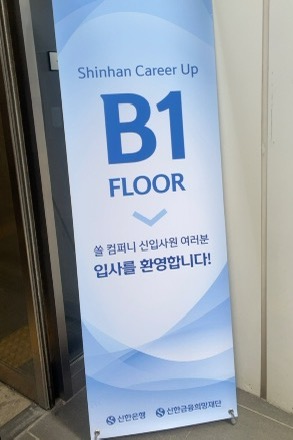 Shinhan Career Up
B1
FLOOR
쏠 컴퍼니 신입사원 여러분
입사를 환영합니다!
신한은행 신한금융희망재단